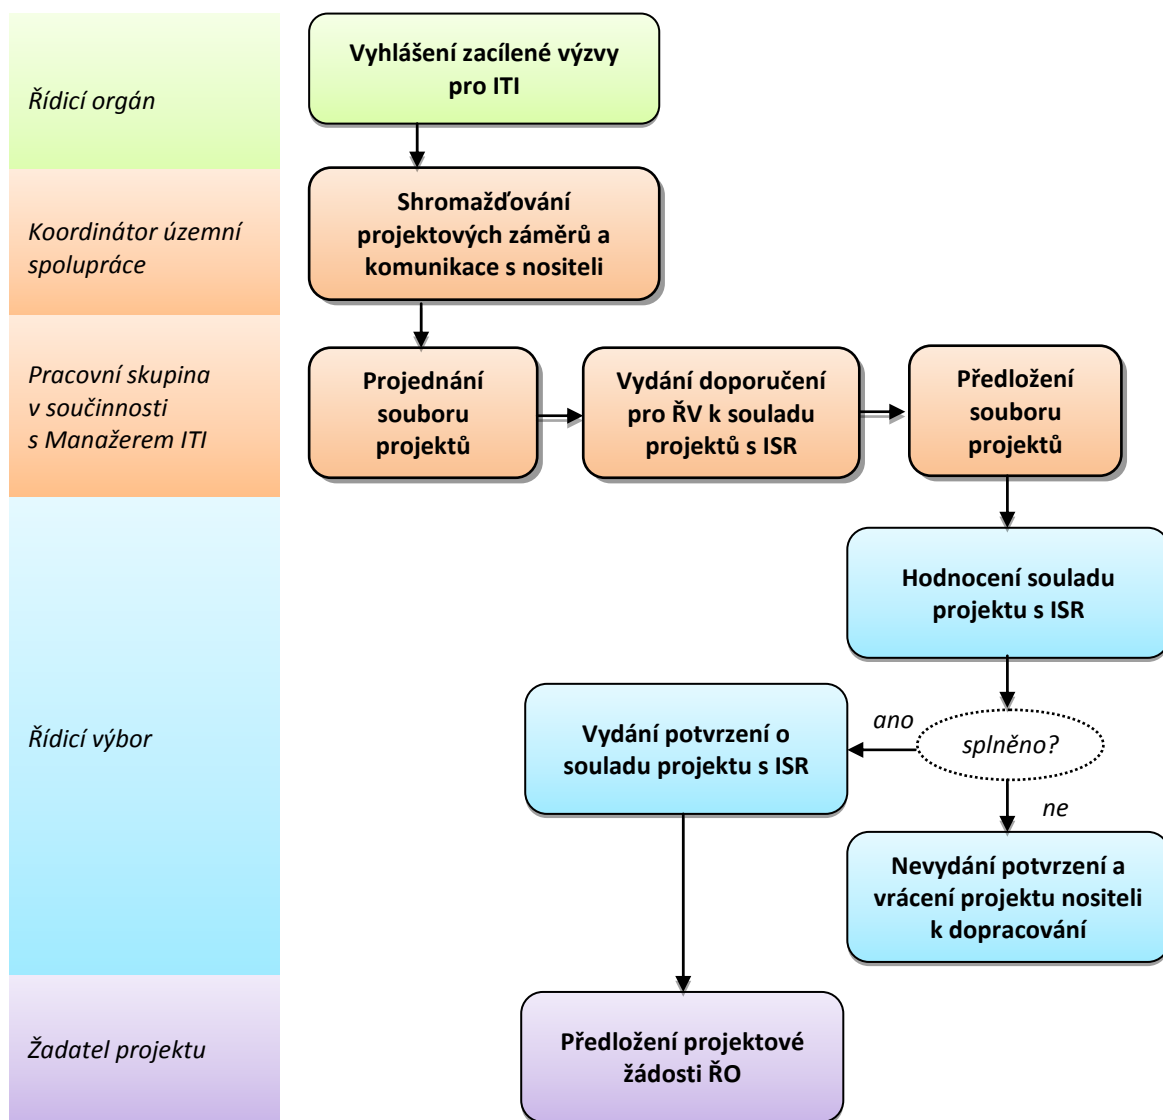 Řídicí orgán
Vyhlášení zacílené výzvy
pro ITI
Koordinátor územní
spolupráce
Shromažďování
projektových záměrů a
komunikace s nositeli
Pracovní skupina
v součinnosti
s Manažerem ITI
Projednání
souboru
projektů
Vydání doporučení
pro ŘV k souladu
projektů s ISR
Předložení
souboru
projektů
Řídicí výbor
Hodnocení souladu
projektu s ISR
splněno?
ano
Vydání potvrzení o
souladu projektu s ISR
ne
Nevydání potvrzení a
vrácení projektu nositeli
k dopracování
Žadatel projektu
Předložení projektové
žádosti ŘO